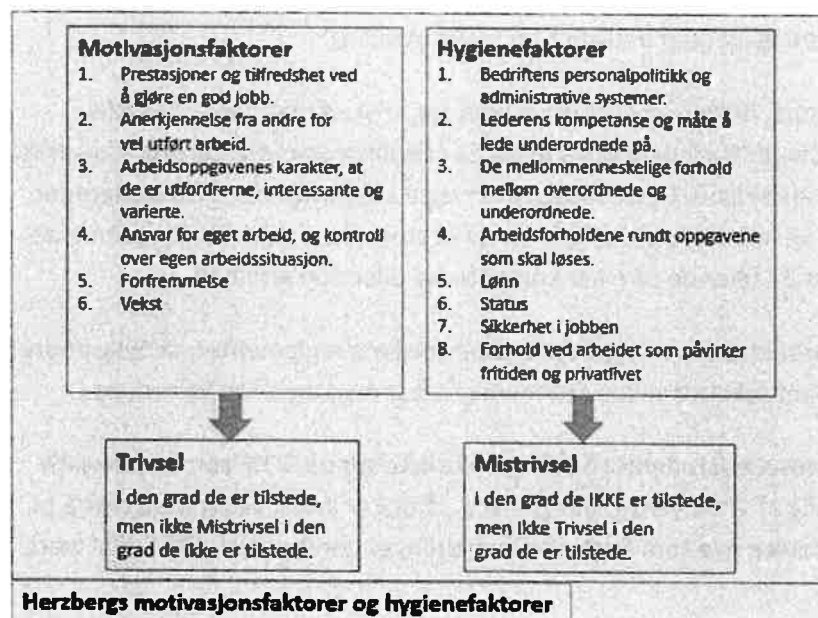 Motivasjonsfaktorer
1. Prestasjoner og tilfredshet ved
å gjøre en god jobb.
2. Anerkjennelse fra andre for
vel utført arbeid.
3. Arbeidsoppgavenes karakter, at
de er utfordrerne, interessante og
varierte.
4. Ansvar for eget arbeid, og kontroll
over egen arbeidssituasjon.
5. Forfremmelse
6. Vekst
Hygienefaktorer
1. Bedriftens personalpolitikk og
administrative systemer.
2. Lederens kompetanse og måte å
lede underordnede på.
3. De mellommenneskelige forhold
mellom overordnede og
underordnede.
4. Arbeidsforholdene rundt oppgavene
som skal løses.
5. Lønn
6. Status
7. Sikkerhet i jobben
8. Forhold ved arbeidet som påvirker
fritiden og privatlivet
Trivsel
I den grad de er tilstede,
men ikke Mistrivsel i den
grad de ikke er tilstede.
Mistrivsel
I den grad de IKKE er tilstede,
men Ikke Trivsel i den
grad de er tilstede.
Herzbergs motivasjonsfaktorer og hygienefaktorer